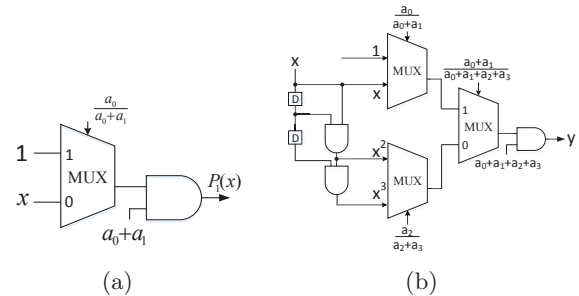 a₀
a₀+a₁
1
1
MUX
x
0
P₁(x)
a₀+a₁
(a)
a₀
a₀+a₁
1
x
MUX
x
D
D
a₀+a₁
a₀+a₁+a₂+a₃
1
MUX
0
y
x²
MUX
x³
a₀+a₁+a₂+a₃
a₂
a₂+a₃
(b)